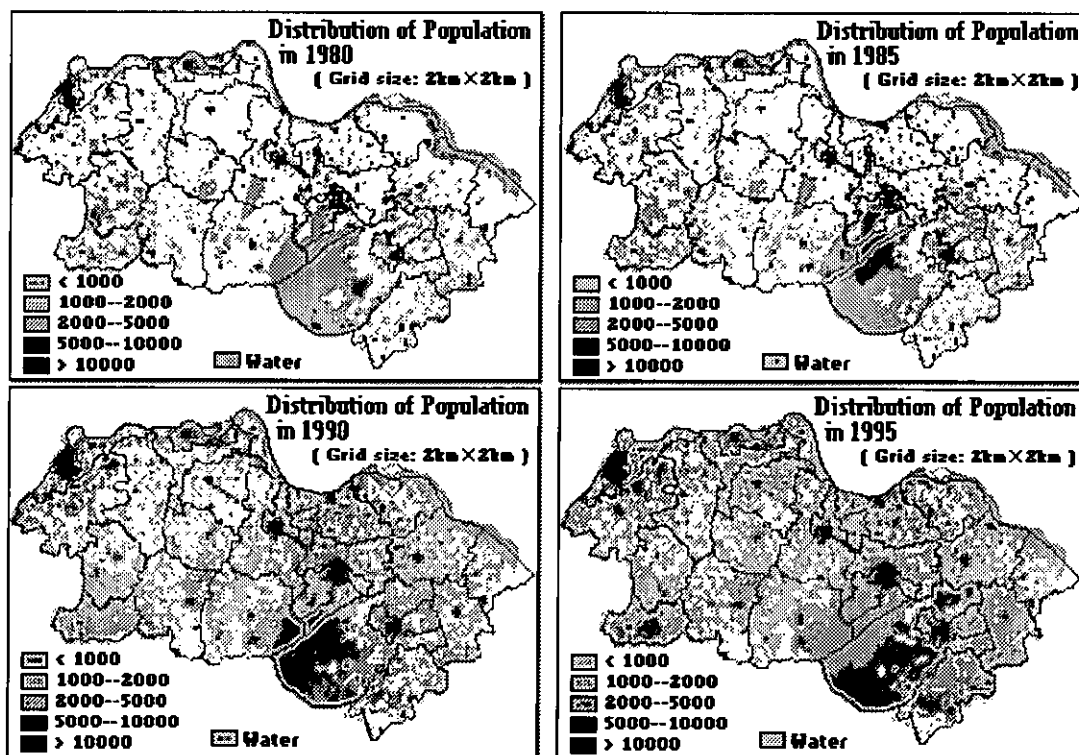 Distribution of Population
in 1980
( Grid size: 2km×2km )
< 1000
1000--2000
2000--5000
5000--10000
> 10000
Water
Distribution of Population
in 1985
( Grid size: 2km×2km )
< 1000
1000--2000
2000--5000
5000--10000
> 10000
Water
Distribution of Population
in 1990
( Grid size: 2km×2km )
< 1000
1000--2000
2000--5000
5000--10000
> 10000
Water
Distribution of Population
in 1995
( Grid size: 2km×2km )
< 1000
1000--2000
2000--5000
5000--10000
> 10000
Water